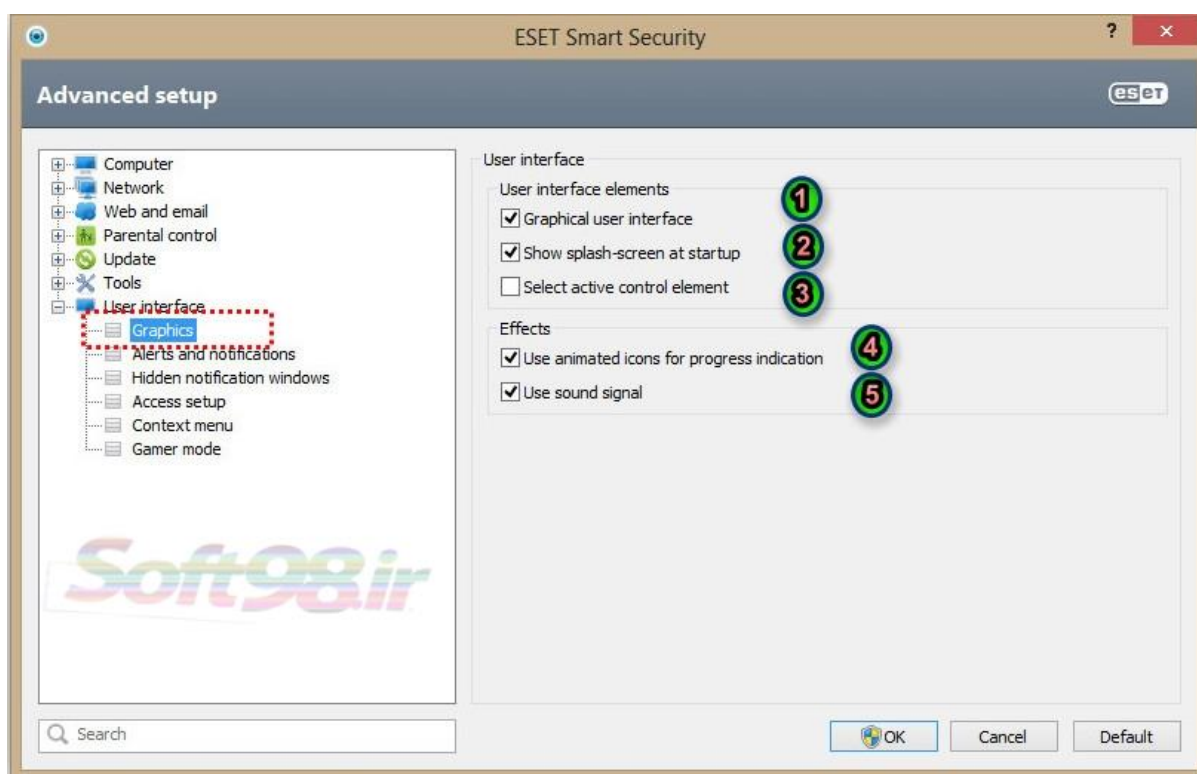 ESET Smart Security
?
Advanced setup
eset
Computer
Network
Web and email
Parental control
Update
Tools
User interface
Graphics
Alerts and notifications
Hidden notification windows
Access setup
Context menu
Gamer mode
User interface
User interface elements
1
Graphical user interface
2
Show splash-screen at startup
3
Select active control element
Effects
4
Use animated icons for progress indication
5
Use sound signal
Soft98.ir
Search
OK
Cancel
Default